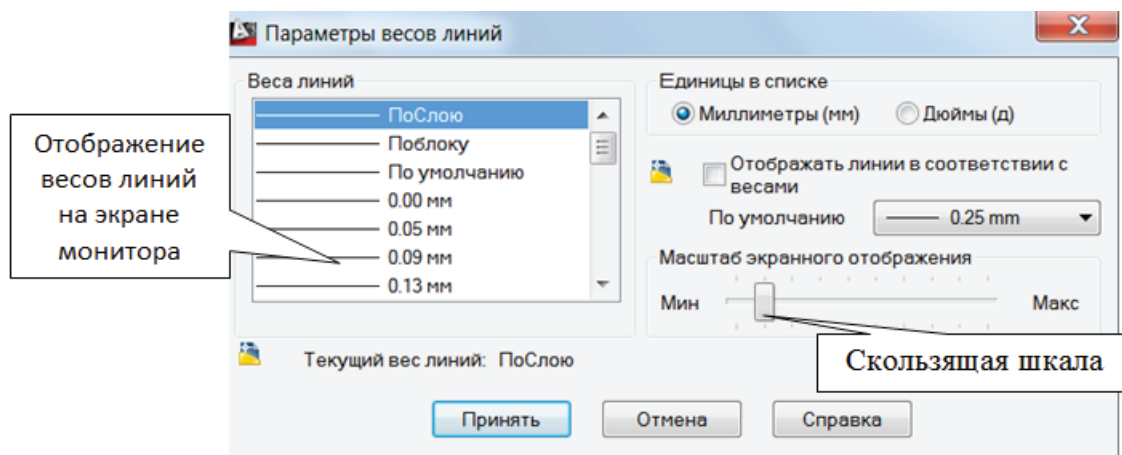 Параметры весов линий
Веса линий
ПоСлою
Поблоку
По умолчанию
0.00 мм
0.05 мм
0.09 мм
0.13 мм
Отображение
весов линий
на экране
монитора
Единицы в списке
Миллиметры (мм)
Дюймы (д)
Отображать линии в соответствии с
весами
По умолчанию
0.25 mm
Масштаб экранного отображения
Мин
Макс
Скользящая шкала
Текущий вес линий: ПоСлою
Принять
Отмена
Справка